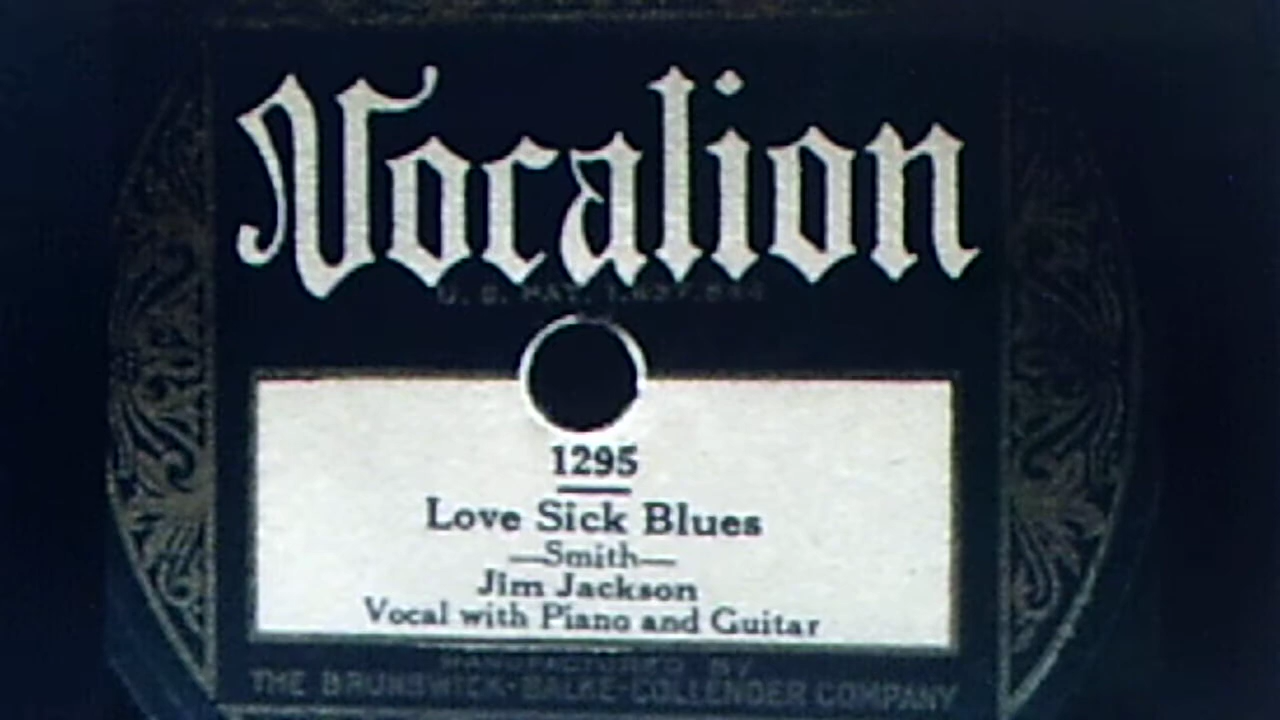 Vocalion
U. S. PAT.
1295
Love Sick Blues
—Smith—
Jim Jackson
Vocal with Piano and Guitar
MANUFACTURED BY
THE BRUNSWICK-BALKE-COLLENDER COMPANY